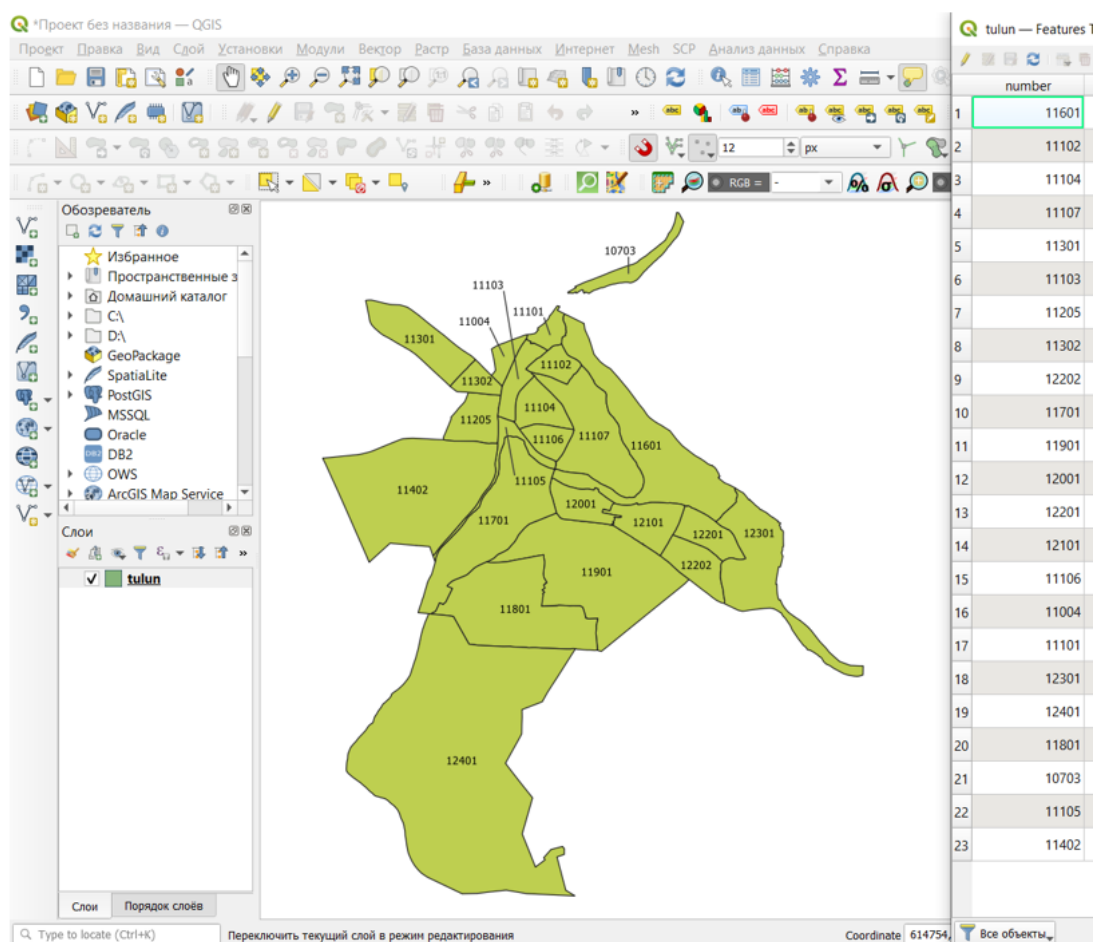 *Проект без названия — QGIS
Проект Правка Вид Слой Установки Модули Вектор Растр База данных Интернет Mesh SCP Анализ данных Справка
12 px
RGB = -
Обозреватель
Избранное
Пространственные з
Домашний каталог
C:\
D:\
GeoPackage
SpatiaLite
PostGIS
MSSQL
Oracle
DB2
OWS
ArcGIS Map Service
Слои
tulun
Слои Порядок слоёв
Type to locate (Ctrl+K)
Переключить текущий слой в режим редактирования
Coordinate 614754,
10703
11103
11101
11004
11301
11102
11302
11104
11205
11106
11107
11601
11105
11402
12001
11701
12101
12201
12301
12202
11901
11801
12401
tulun — Features T
number
1 11601
2 11102
3 11104
4 11107
5 11301
6 11103
7 11205
8 11302
9 12202
10 11701
11 11901
12 12001
13 12201
14 12101
15 11106
16 11004
17 11101
18 12301
19 12401
20 11801
21 10703
22 11105
23 11402
Все объекты